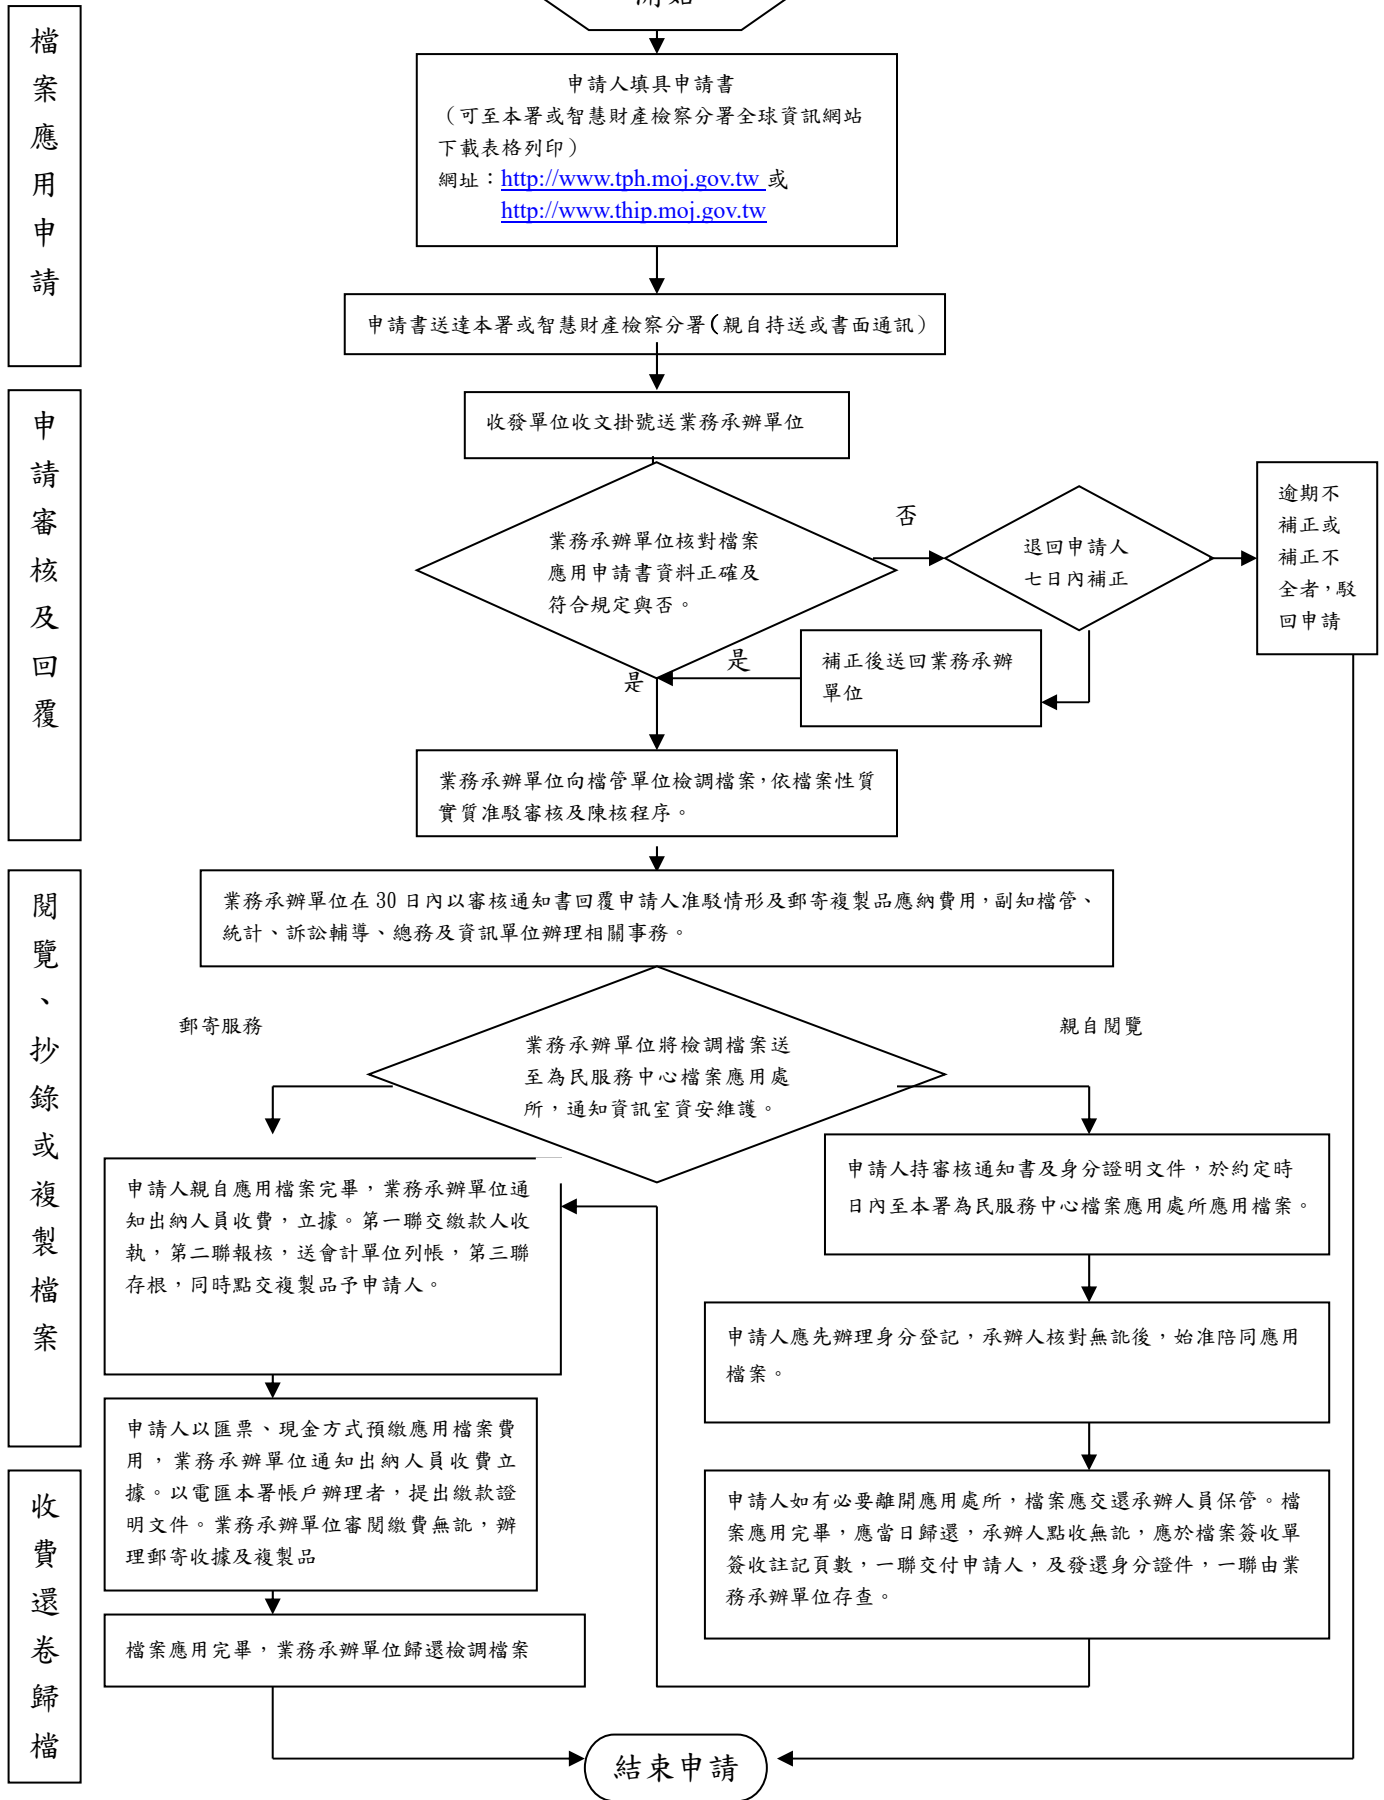 開始
檔案應用申請
申請人填具申請書
（可至本署或智慧財產檢察分署全球資訊網站
下載表格列印）
網址：http://www.tph.moj.gov.tw 或
http://www.thip.moj.gov.tw
申請書送達本署或智慧財產檢察分署(親自持送或書面通訊）
申請審核及回覆
收發單位收文掛號送業務承辦單位
業務承辦單位核對檔案
應用申請書資料正確及
符合規定與否。
否
退回申請人
七日內補正
逾期不
補正或
補正不
全者，駁
回申請
補正後送回業務承辦
單位
是
是
業務承辦單位向檔管單位檢調檔案，依檔案性質
實質准駁審核及陳核程序。
閱覽、抄錄或複製檔案
業務承辦單位在 30 日內以審核通知書回覆申請人准駁情形及郵寄複製品應納費用，副知檔管、
統計、訴訟輔導、總務及資訊單位辦理相關事務。
郵寄服務
業務承辦單位將檢調檔案送
至為民服務中心檔案應用處
所，通知資訊室資安維護。
親自閱覽
申請人親自應用檔案完畢，業務承辦單位通
知出納人員收費，立據。第一聯交繳款人收
執，第二聯報核，送會計單位列帳，第三聯
存根，同時點交複製品予申請人。
申請人持審核通知書及身分證明文件，於約定時
日內至本署為民服務中心檔案應用處所應用檔案。
申請人應先辦理身分登記，承辦人核對無訛後，始准陪同應用
檔案。
申請人以匯票、現金方式預繳應用檔案費
用，業務承辦單位通知出納人員收費立
據。以電匯本署帳戶辦理者，提出繳款證
明文件。業務承辦單位審閱繳費無訛，辦
理郵寄收據及複製品
收費還卷歸檔
申請人如有必要離開應用處所，檔案應交還承辦人員保管。檔
案應用完畢，應當日歸還，承辦人點收無訛，應於檔案簽收單
簽收註記頁數，一聯交付申請人，及發還身分證件，一聯由業
務承辦單位存查。
檔案應用完畢，業務承辦單位歸還檢調檔案
結束申請